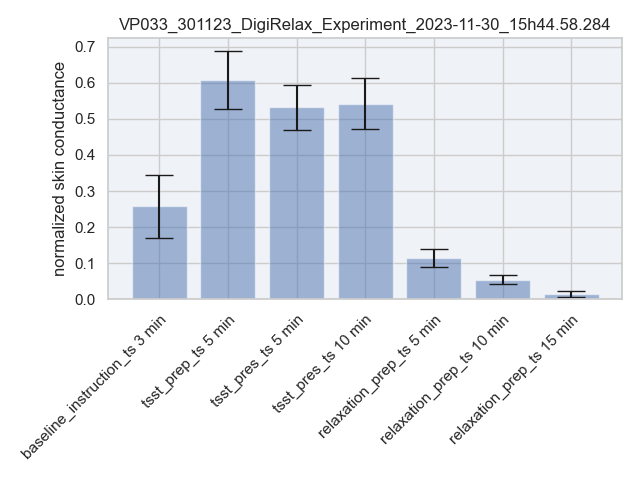 VP033_301123_DigiRelax_Experiment_2023-11-30_15h44.58.284
normalized skin conductance
0.7
0.6
0.5
0.4
0.3
0.2
0.1
0.0
baseline_instruction_ts 3 min
tsst_prep_ts 5 min
tsst_pres_ts 5 min
tsst_pres_ts 10 min
relaxation_prep_ts 5 min
relaxation_prep_ts 10 min
relaxation_prep_ts 15 min